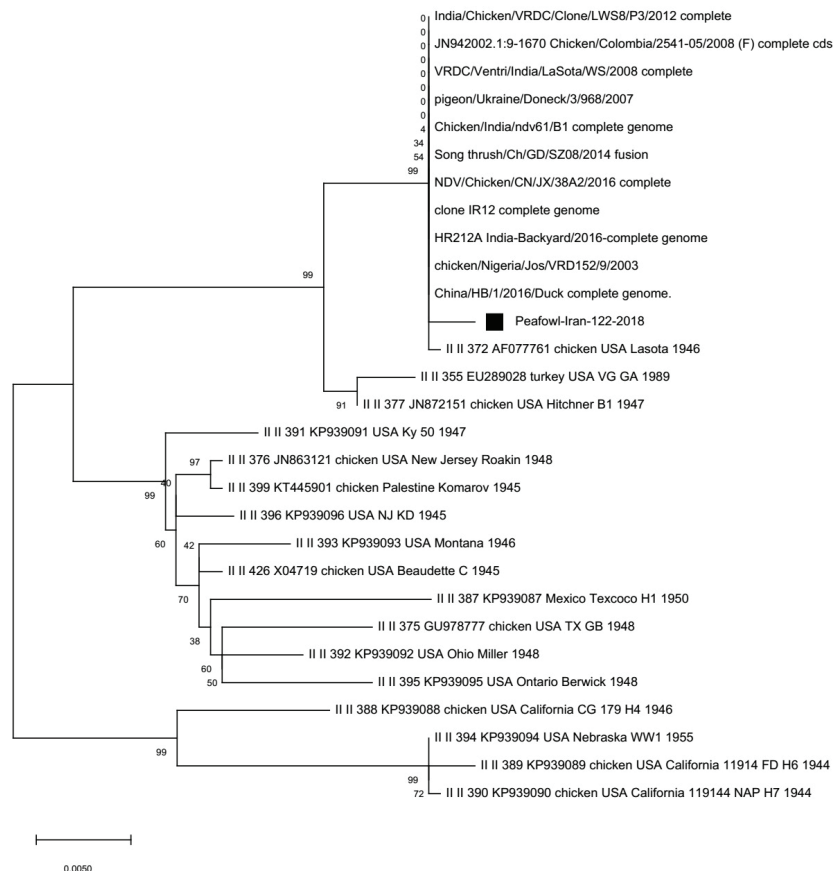 India/Chicken/VRDC/Clone/LWS8/P3/2012 complete
0
0
JN942002.1:9-1670 Chicken/Colombia/2541-05/2008 (F) complete cds
0
0
VRDC/Ventri/India/LaSota/WS/2008 complete
0
0
pigeon/Ukraine/Doneck/3/968/2007
0
4
Chicken/India/ndv61/B1 complete genome
34
54
Song thrush/Ch/GD/SZ08/2014 fusion
99
NDV/Chicken/CN/JX/38A2/2016 complete
clone IR12 complete genome
HR212A India-Backyard/2016-complete genome
chicken/Nigeria/Jos/VRD152/9/2003
99
China/HB/1/2016/Duck complete genome.
Peafowl-Iran-122-2018
II II 372 AF077761 chicken USA Lasota 1946
II II 355 EU289028 turkey USA VG GA 1989
91
II II 377 JN872151 chicken USA Hitchner B1 1947
II II 391 KP939091 USA Ky 50 1947
97
II II 376 JN863121 chicken USA New Jersey Roakin 1948
40
99
II II 399 KT445901 chicken Palestine Komarov 1945
II II 396 KP939096 USA NJ KD 1945
60
42
II II 393 KP939093 USA Montana 1946
II II 426 X04719 chicken USA Beaudette C 1945
70
II II 387 KP939087 Mexico Texcoco H1 1950
II II 375 GU978777 chicken USA TX GB 1948
38
II II 392 KP939092 USA Ohio Miller 1948
60
50
II II 395 KP939095 USA Ontario Berwick 1948
II II 388 KP939088 chicken USA California CG 179 H4 1946
II II 394 KP939094 USA Nebraska WW1 1955
99
II II 389 KP939089 chicken USA California 11914 FD H6 1944
99
72
II II 390 KP939090 chicken USA California 119144 NAP H7 1944
0.0050